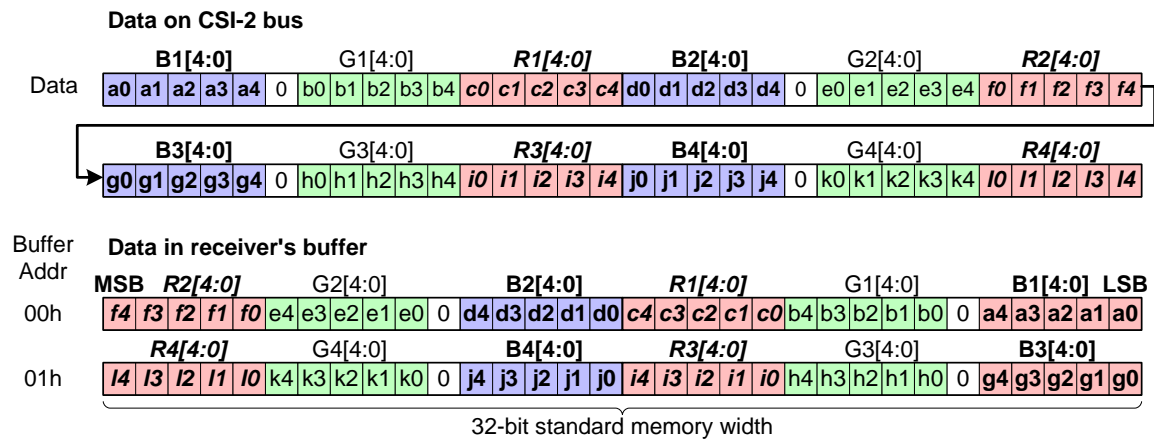 Data on CSI-2 bus
B1[4:0] G1[4:0] R1[4:0] B2[4:0] G2[4:0] R2[4:0]
Data a0 a1 a2 a3 a4 0 b0 b1 b2 b3 b4 c0 c1 c2 c3 c4 d0 d1 d2 d3 d4 0 e0 e1 e2 e3 e4 f0 f1 f2 f3 f4
B3[4:0] G3[4:0] R3[4:0] B4[4:0] G4[4:0] R4[4:0]
g0 g1 g2 g3 g4 0 h0 h1 h2 h3 h4 i0 i1 i2 i3 i4 j0 j1 j2 j3 j4 0 k0 k1 k2 k3 k4 l0 l1 l2 l3 l4
Buffer Addr
Data in receiver's buffer
MSB R2[4:0] G2[4:0] B2[4:0] R1[4:0] G1[4:0] B1[4:0] LSB
00h f4 f3 f2 f1 f0 e4 e3 e2 e1 e0 0 d4 d3 d2 d1 d0 c4 c3 c2 c1 c0 b4 b3 b2 b1 b0 0 a4 a3 a2 a1 a0
R4[4:0] G4[4:0] B4[4:0] R3[4:0] G3[4:0] B3[4:0]
01h l4 l3 l2 l1 l0 k4 k3 k2 k1 k0 0 j4 j3 j2 j1 j0 i4 i3 i2 i1 i0 h4 h3 h2 h1 h0 0 g4 g3 g2 g1 g0
32-bit standard memory width